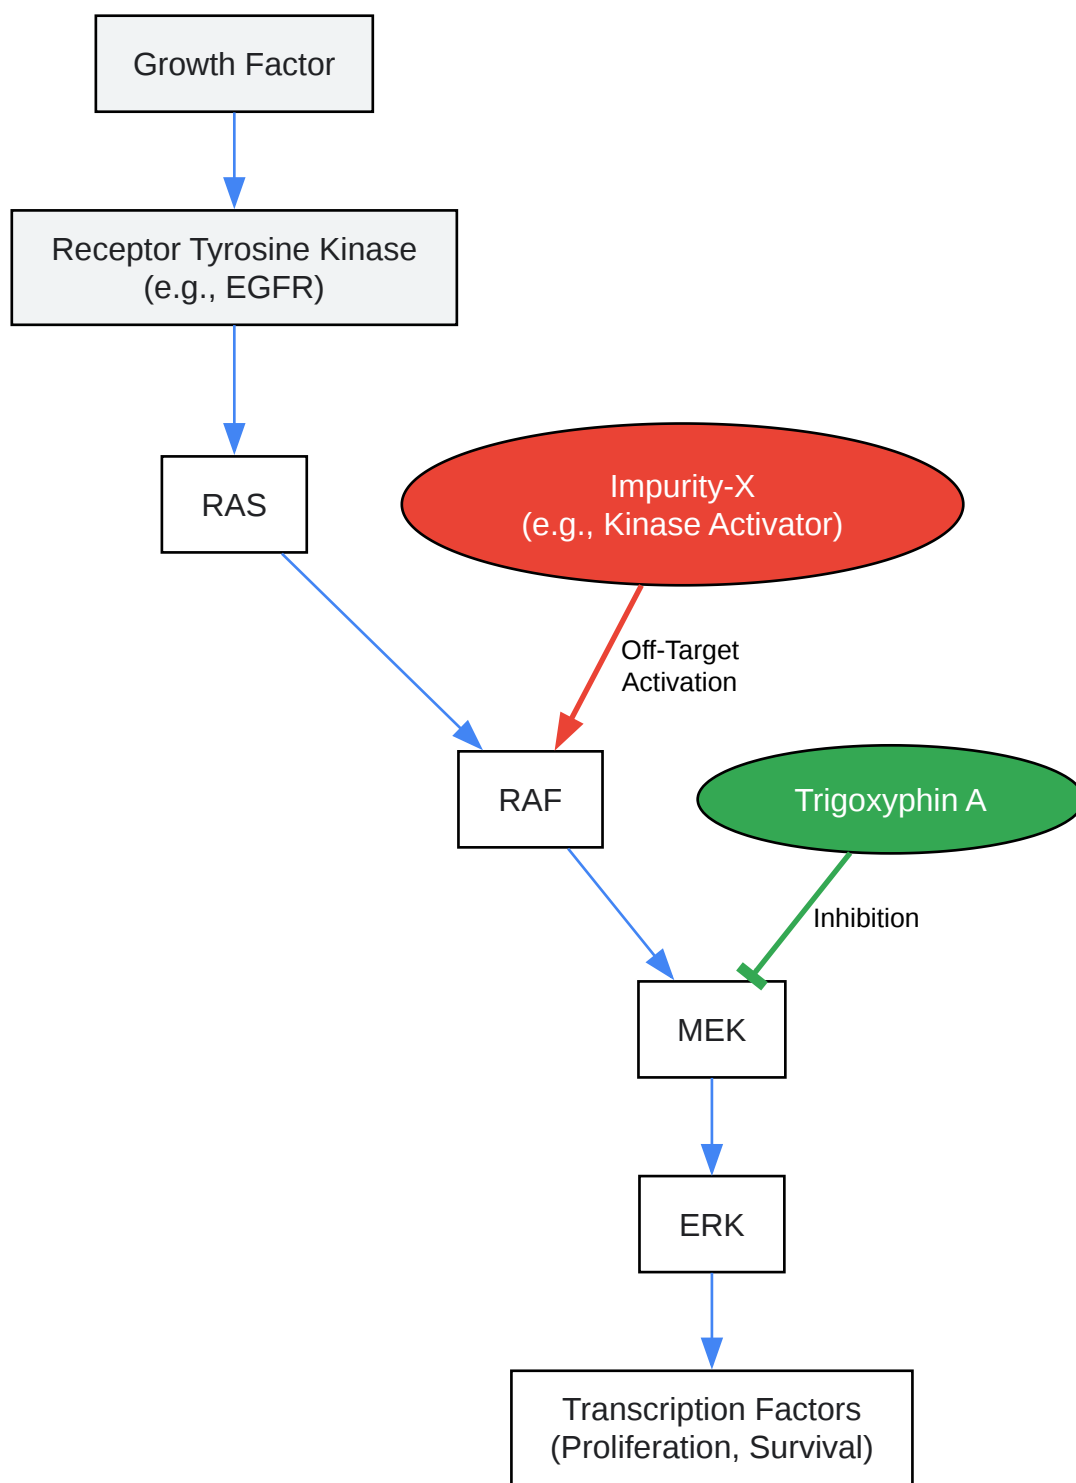 Growth Factor
Receptor Tyrosine Kinase
(e.g., EGFR)
RAS
Impurity-X
(e.g., Kinase Activator)
Off-Target
Activation
RAF
Trigoxyphin A
Inhibition
MEK
ERK
Transcription Factors
(Proliferation, Survival)